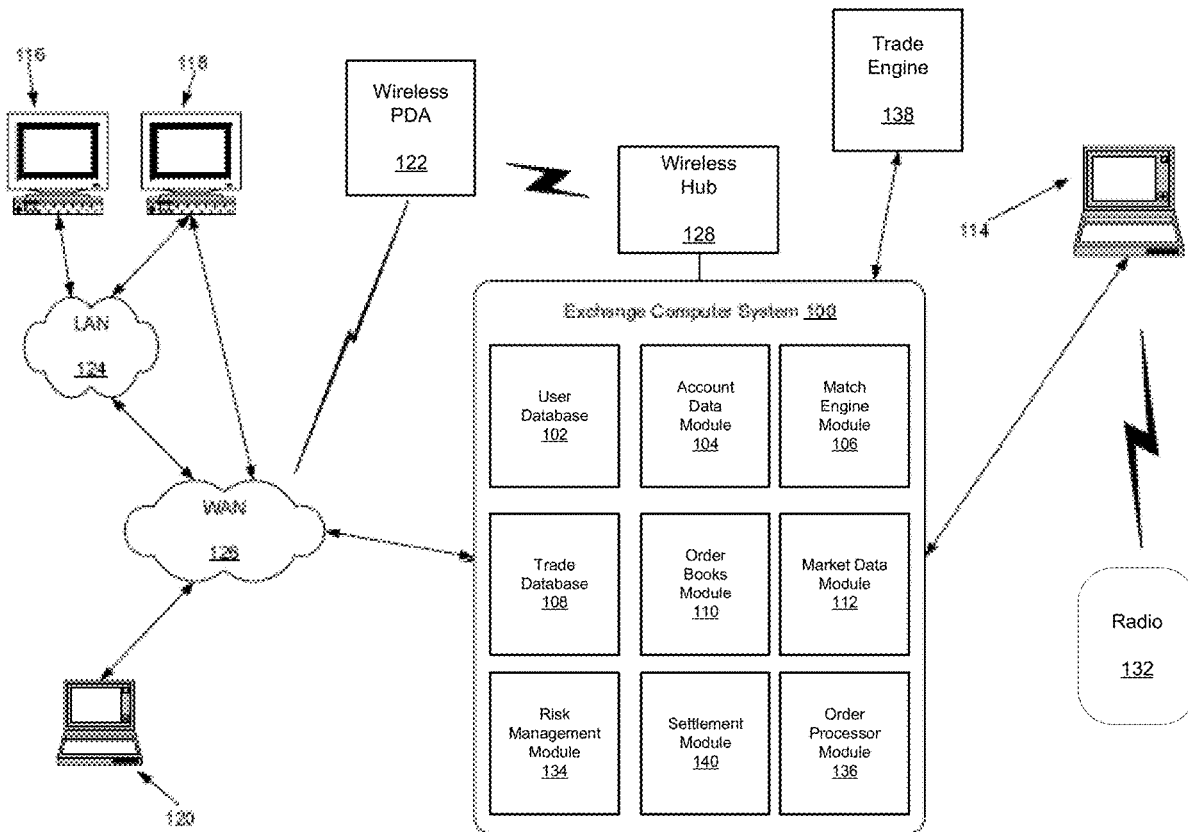 116
118
Wireless
PDA
122
Wireless
Hub
128
Trade
Engine
138
114
LAN
124
WAN
126
120
Exchange Computer System 100
User
Database
102
Account
Data
Module
104
Match
Engine
Module
106
Trade
Database
108
Order
Books
Module
110
Market Data
Module
112
Risk
Management
Module
134
Settlement
Module
140
Order
Processor
Module
136
Radio
132